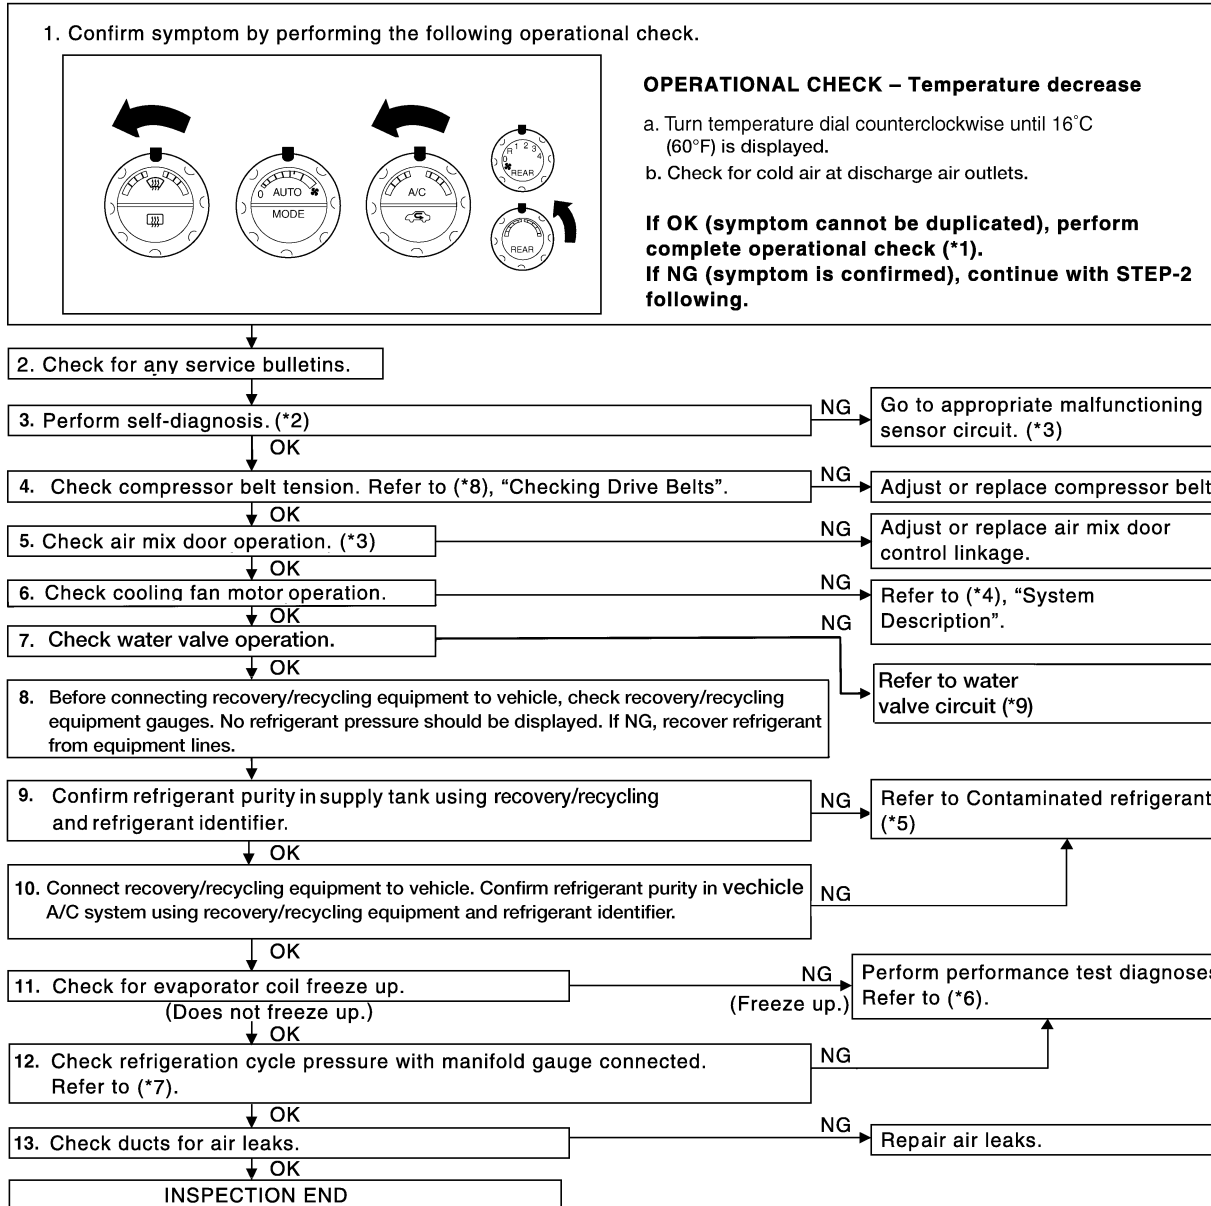 1. Confirm symptom by performing the following operational check.
A/C
0 AUTO
MODE
0 R 1 2 3 4
REAR
REAR
OPERATIONAL CHECK – Temperature decrease
a. Turn temperature dial counterclockwise until 16˚C
(60°F) is displayed.
b. Check for cold air at discharge air outlets.
If OK (symptom cannot be duplicated), perform
complete operational check (*1).
If NG (symptom is confirmed), continue with STEP-2
following.
2. Check for any service bulletins.
3. Perform self-diagnosis. (*2)
NG
Go to appropriate malfunctioning
sensor circuit. (*3)
OK
4. Check compressor belt tension. Refer to (*8), “Checking Drive Belts”.
NG
Adjust or replace compressor belt
OK
5. Check air mix door operation. (*3)
NG
Adjust or replace air mix door
control linkage.
OK
6. Check cooling fan motor operation.
NG
Refer to (*4), “System
Description”.
OK
7. Check water valve operation.
NG
Refer to water
valve circuit (*9)
OK
8. Before connecting recovery/recycling equipment to vehicle, check recovery/recycling
equipment gauges. No refrigerant pressure should be displayed. If NG, recover refrigerant
from equipment lines.
9. Confirm refrigerant purity in supply tank using recovery/recycling
and refrigerant identifier.
NG
Refer to Contaminated refrigerant
(*5)
OK
10. Connect recovery/recycling equipment to vehicle. Confirm refrigerant purity in vechicle
A/C system using recovery/recycling equipment and refrigerant identifier.
NG
OK
11. Check for evaporator coil freeze up.
(Does not freeze up.)
NG
(Freeze up.)
Perform performance test diagnoses
Refer to (*6).
OK
12. Check refrigeration cycle pressure with manifold gauge connected.
Refer to (*7).
NG
OK
13. Check ducts for air leaks.
NG
Repair air leaks.
OK
INSPECTION END